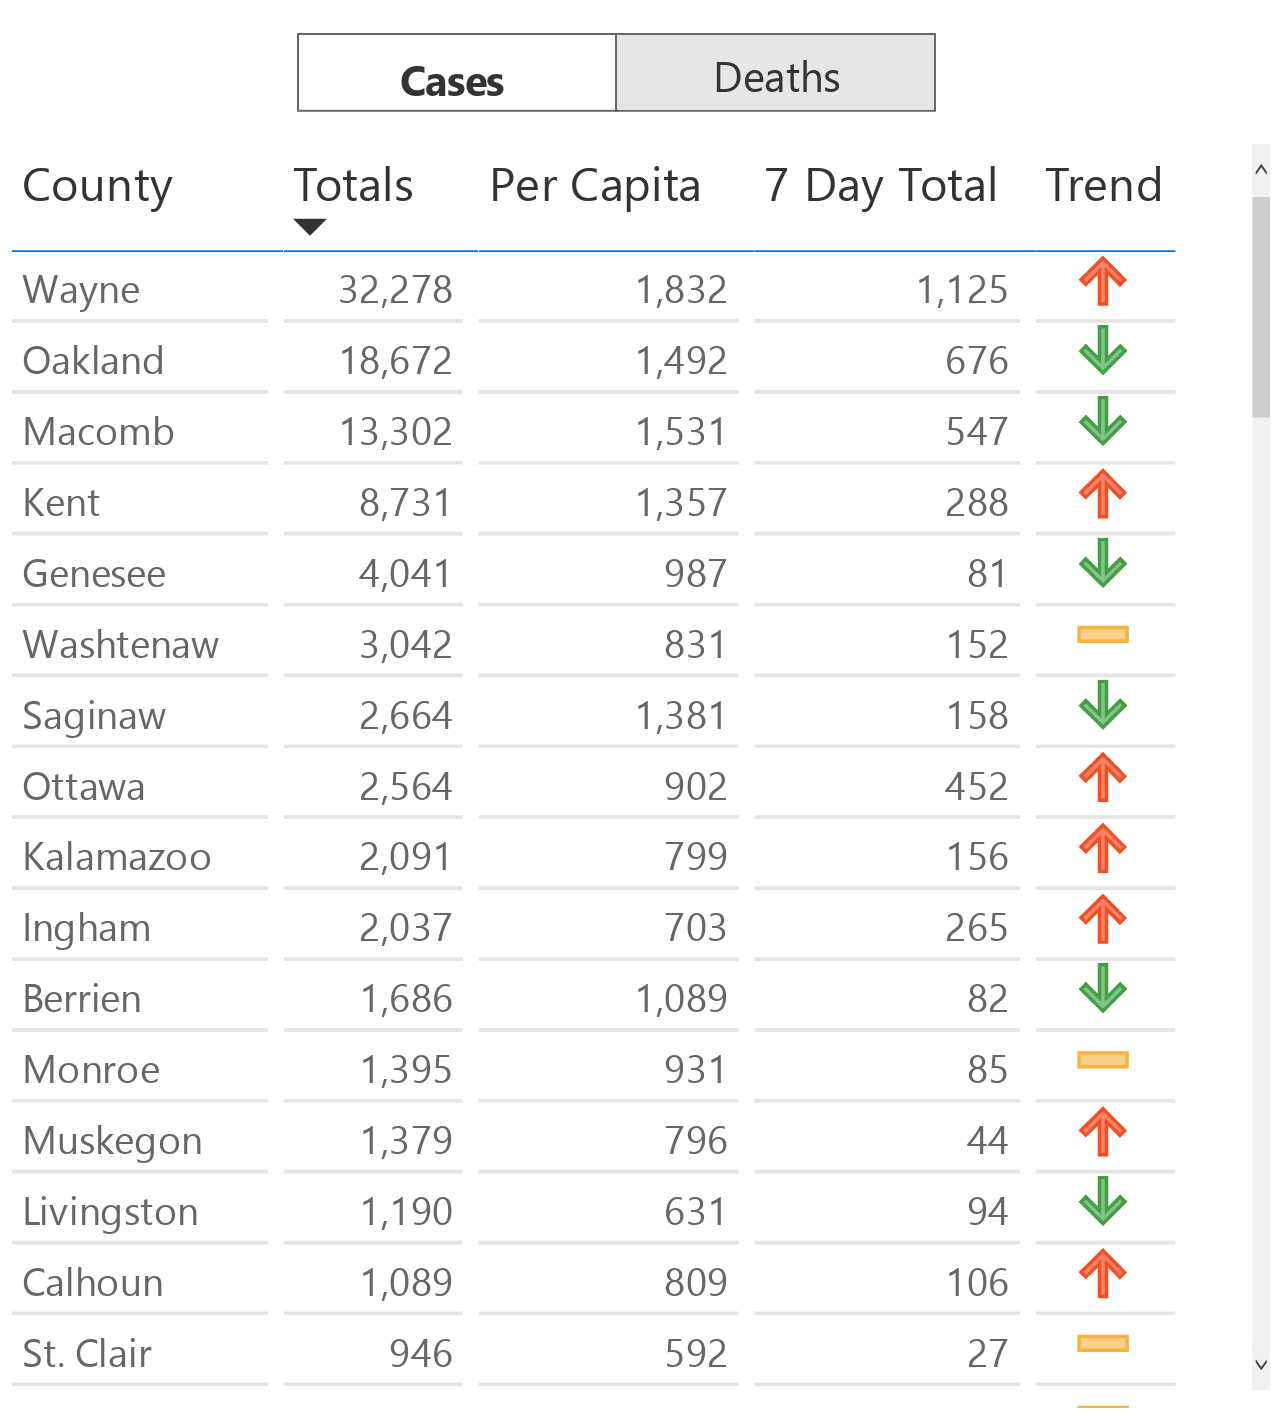 Cases Deaths
County Totals Per Capita 7 Day Total Trend
Wayne 32,278 1,832 1,125
Oakland 18,672 1,492 676
Macomb 13,302 1,531 547
Kent 8,731 1,357 288
Genesee 4,041 987 81
Washtenaw 3,042 831 152
Saginaw 2,664 1,381 158
Ottawa 2,564 902 452
Kalamazoo 2,091 799 156
Ingham 2,037 703 265
Berrien 1,686 1,089 82
Monroe 1,395 931 85
Muskegon 1,379 796 44
Livingston 1,190 631 94
Calhoun 1,089 809 106
St. Clair 946 592 27